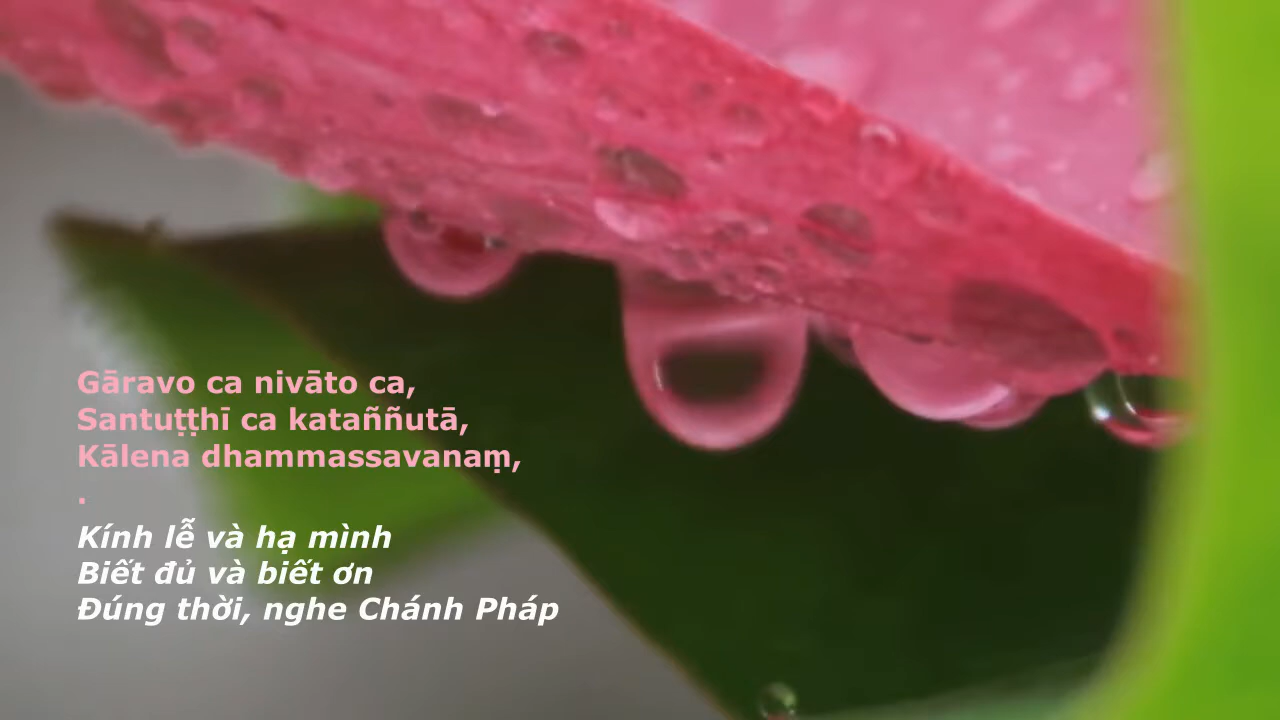 Gāravo ca nivāto ca,
Santuṭṭhī ca kataññutā,
Kālena dhammassavanaṃ,
.
Kính lễ và hạ mình
Biết đủ và biết ơn
Đúng thời, nghe Chánh Pháp